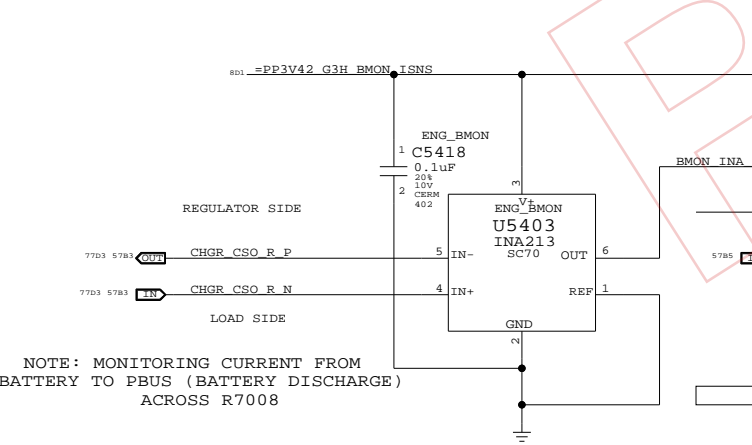 8D1 =PP3V42_G3H_BMON_ISNS
ENG_BMON
1 C5418
0.1uF
20%
10V
2 CERM
402
BMON_INA
3
V+
ENG_BMON
U5403
INA213
SC70
REGULATOR SIDE
77D3 57B3 OUT CHGR_CSO_R_P 5 IN- OUT 6
57B5
77D3 57B3 IN CHGR_CSO_R_N 4 IN+ REF 1
LOAD SIDE
GND
2
NOTE: MONITORING CURRENT FROM
BATTERY TO PBUS (BATTERY DISCHARGE)
ACROSS R7008